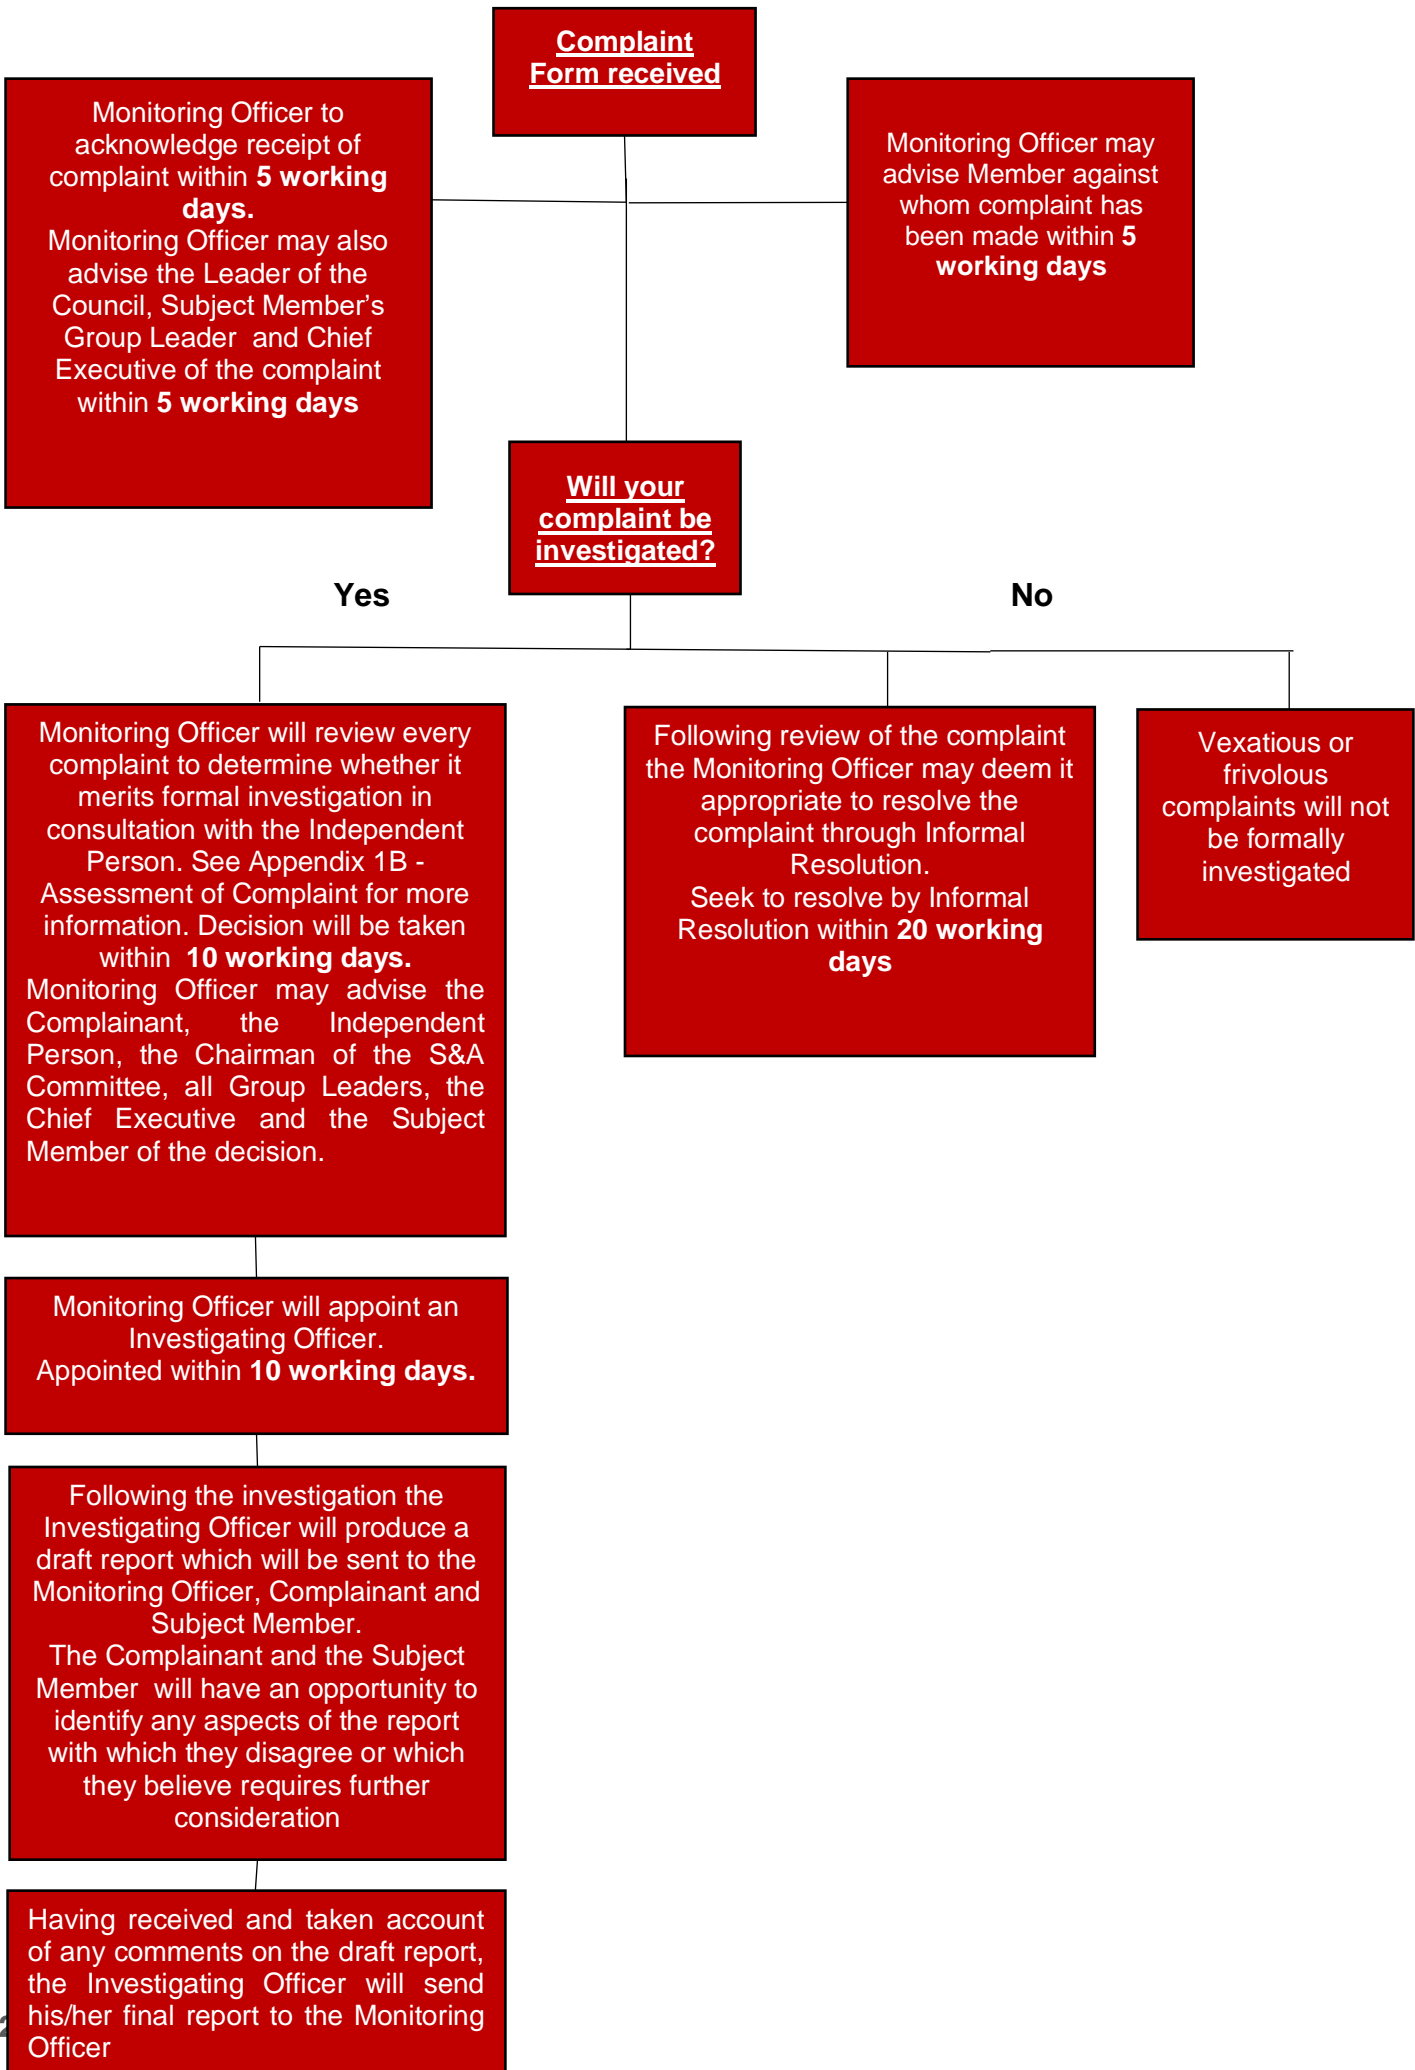 Complaint
Form received
Monitoring Officer to
acknowledge receipt of
complaint within 5 working
days.
Monitoring Officer may also
advise the Leader of the
Council, Subject Member’s
Group Leader  and Chief
Executive of the complaint
within 5 working days
Monitoring Officer may
advise Member against
whom complaint has
been made within 5
working days
Will your
complaint be
investigated?
Yes
No
Monitoring Officer will review every
complaint to determine whether it
merits formal investigation in
consultation with the Independent
Person. See Appendix 1B -
Assessment of Complaint for more
information. Decision will be taken
within  10 working days.
Monitoring Officer may advise the
Complainant, the Independent
Person, the Chairman of the S&A
Committee, all Group Leaders, the
Chief Executive and the Subject
Member of the decision.
Following review of the complaint
the Monitoring Officer may deem it
appropriate to resolve the
complaint through Informal
Resolution.
Seek to resolve by Informal
Resolution within 20 working
days
Vexatious or
frivolous
complaints will not
be formally
investigated
Monitoring Officer will appoint an
Investigating Officer.
Appointed within 10 working days.
Following the investigation the
Investigating Officer will produce a
draft report which will be sent to the
Monitoring Officer, Complainant and
Subject Member.
The Complainant and the Subject
Member  will have an opportunity to
identify any aspects of the report
with which they disagree or which
they believe requires further
consideration
Having received and taken account
of any comments on the draft report,
the Investigating Officer will send
his/her final report to the Monitoring
Officer